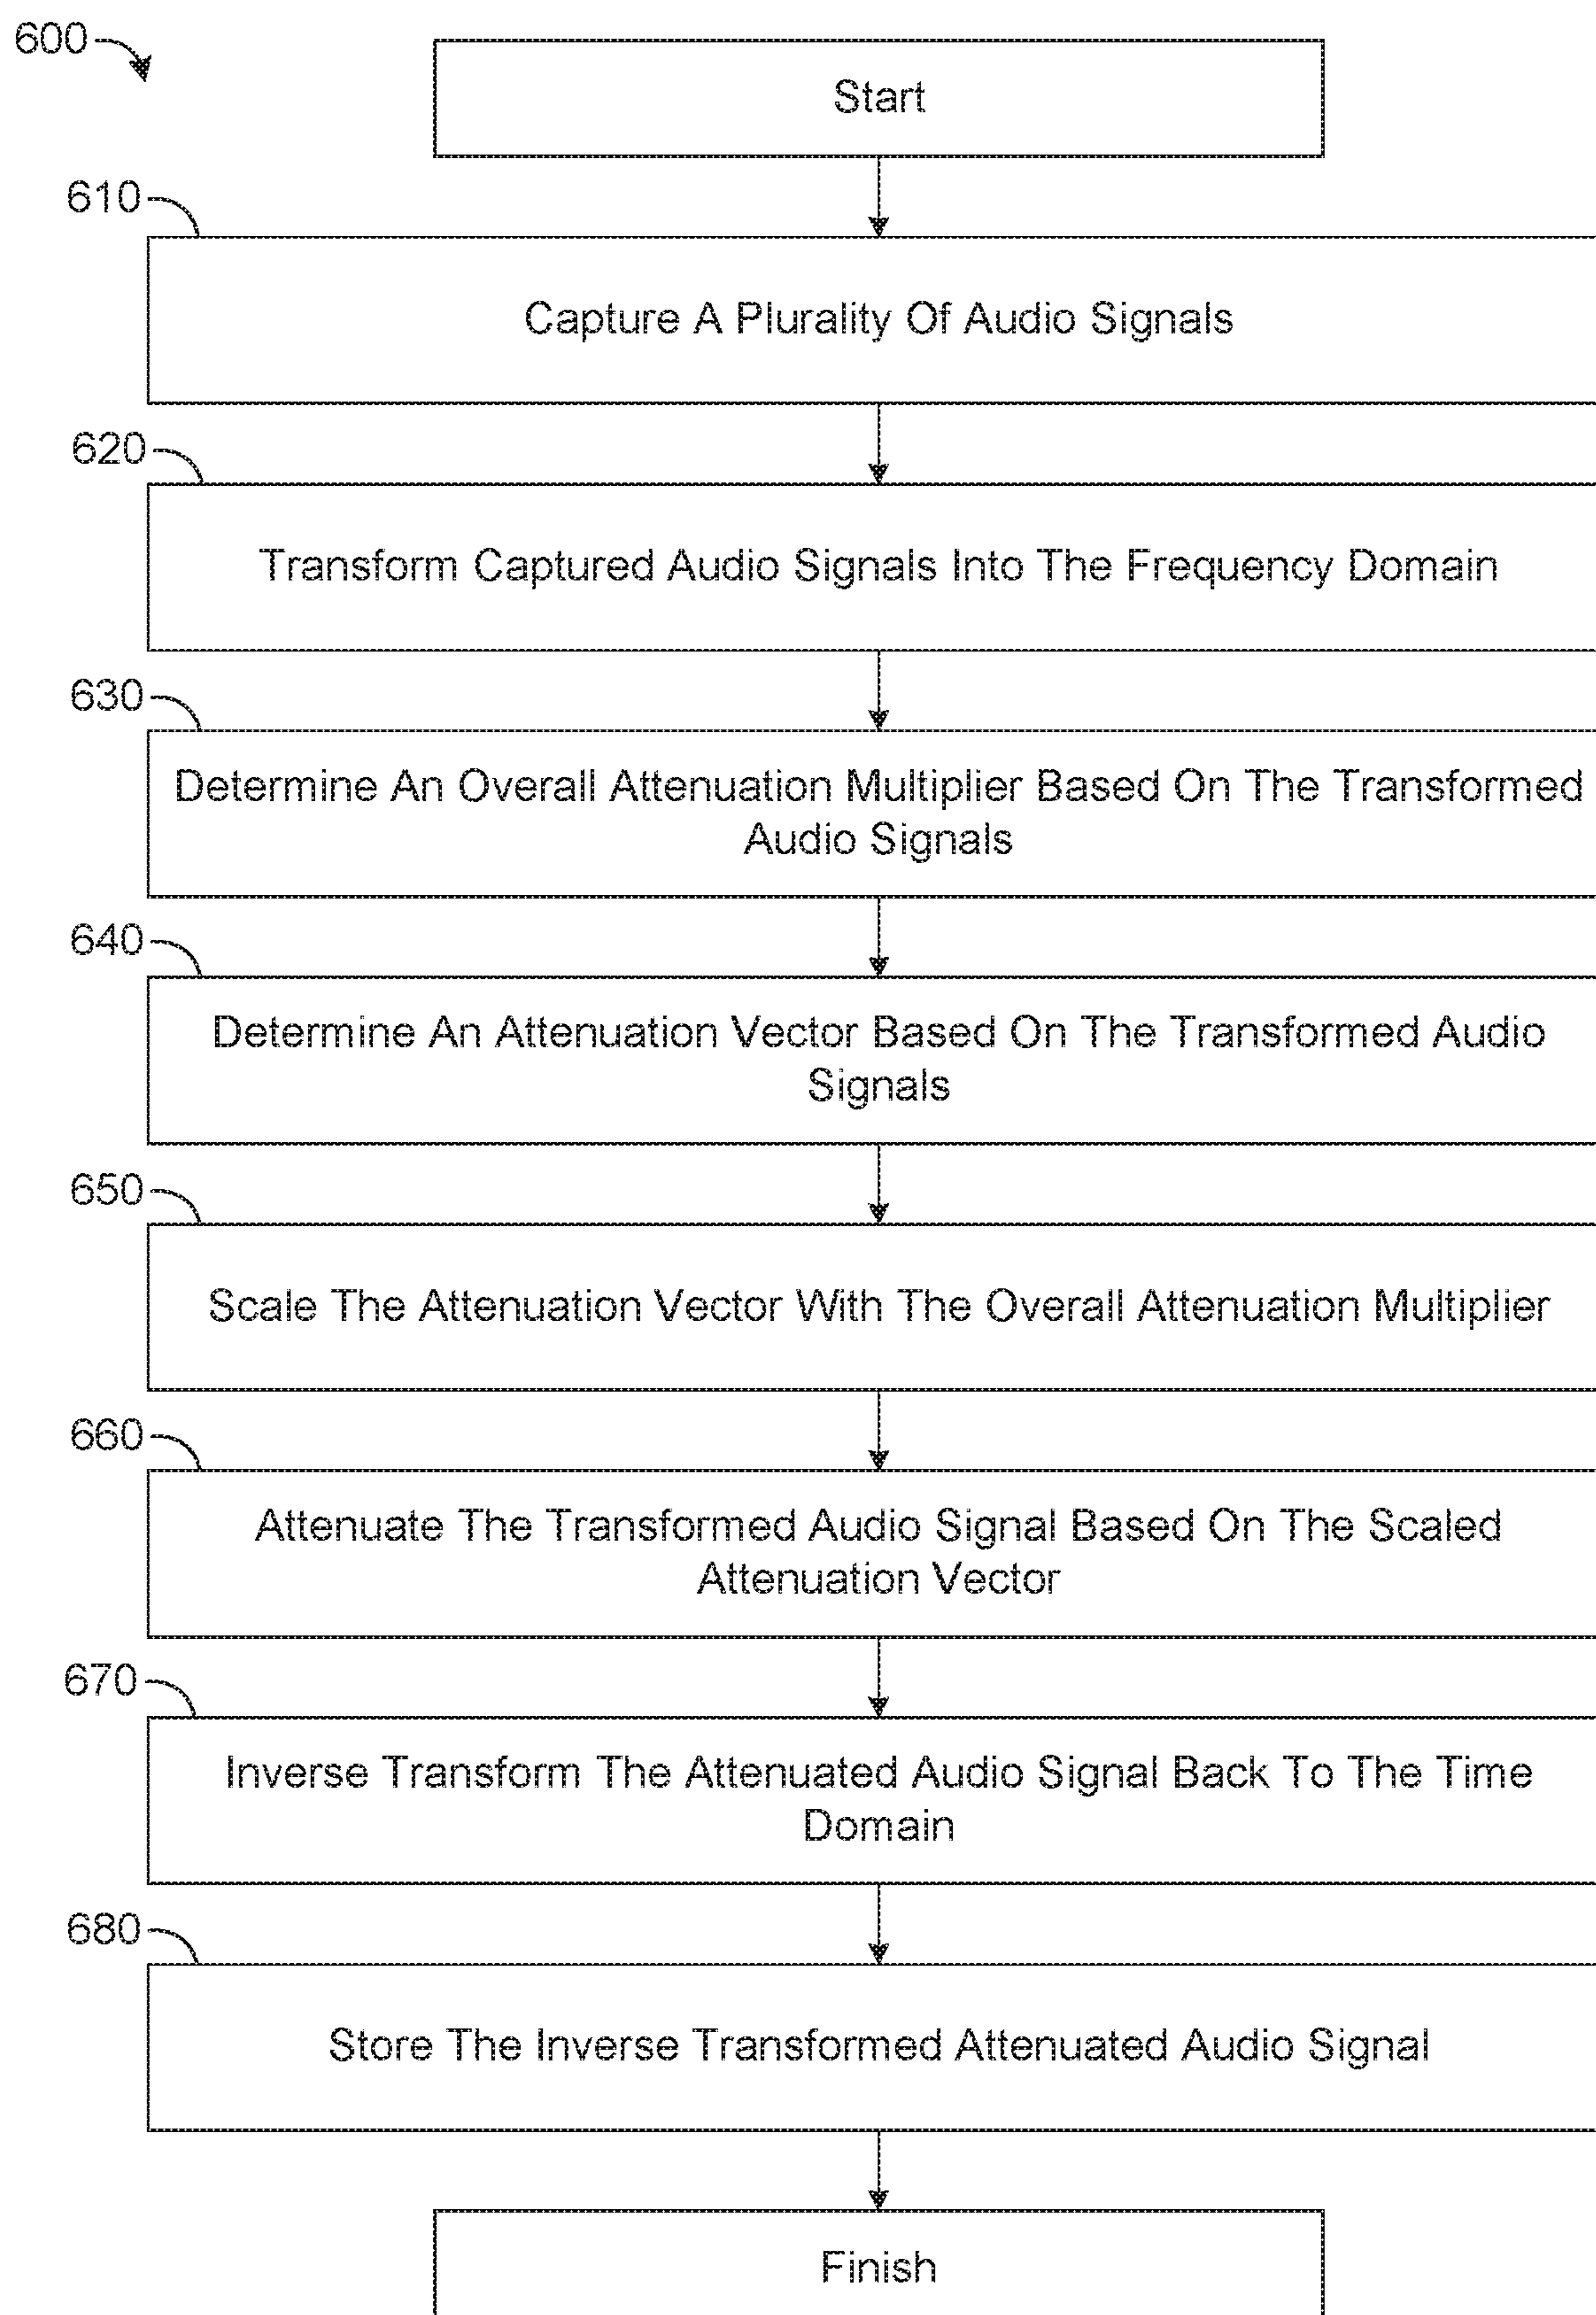 600
Start
610
Capture A Plurality Of Audio Signals
620
Transform Captured Audio Signals Into The Frequency Domain
630
Determine An Overall Attenuation Multiplier Based On The Transformed
Audio Signals
640
Determine An Attenuation Vector Based On The Transformed Audio
Signals
650
Scale The Attenuation Vector With The Overall Attenuation Multiplier
660
Attenuate The Transformed Audio Signal Based On The Scaled
Attenuation Vector
670
Inverse Transform The Attenuated Audio Signal Back To The Time
Domain
680
Store The Inverse Transformed Attenuated Audio Signal
Finish